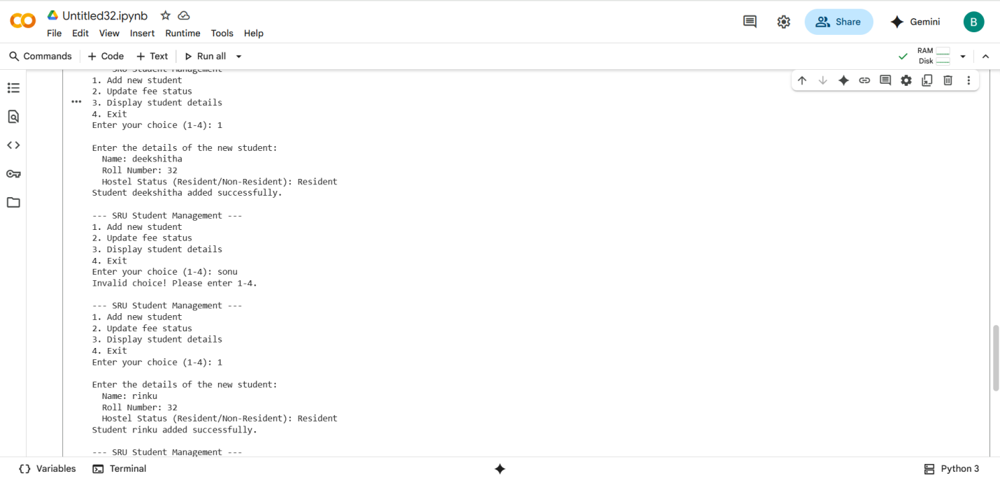 Untitled32.ipynb
File Edit View Insert Runtime Tools Help
Share
Gemini
B
Commands + Code + Text Run all
RAM
Disk
SRU Student Management
1. Add new student
2. Update fee status
3. Display student details
4. Exit
Enter your choice (1-4): 1
Enter the details of the new student:
Name: deekshitha
Roll Number: 32
Hostel Status (Resident/Non-Resident): Resident
Student deekshitha added successfully.
--- SRU Student Management ---
1. Add new student
2. Update fee status
3. Display student details
4. Exit
Enter your choice (1-4): sonu
Invalid choice! Please enter 1-4.
--- SRU Student Management ---
1. Add new student
2. Update fee status
3. Display student details
4. Exit
Enter your choice (1-4): 1
Enter the details of the new student:
Name: rinku
Roll Number: 32
Hostel Status (Resident/Non-Resident): Resident
Student rinku added successfully.
--- SRU Student Management ---
{} Variables Terminal
Python 3